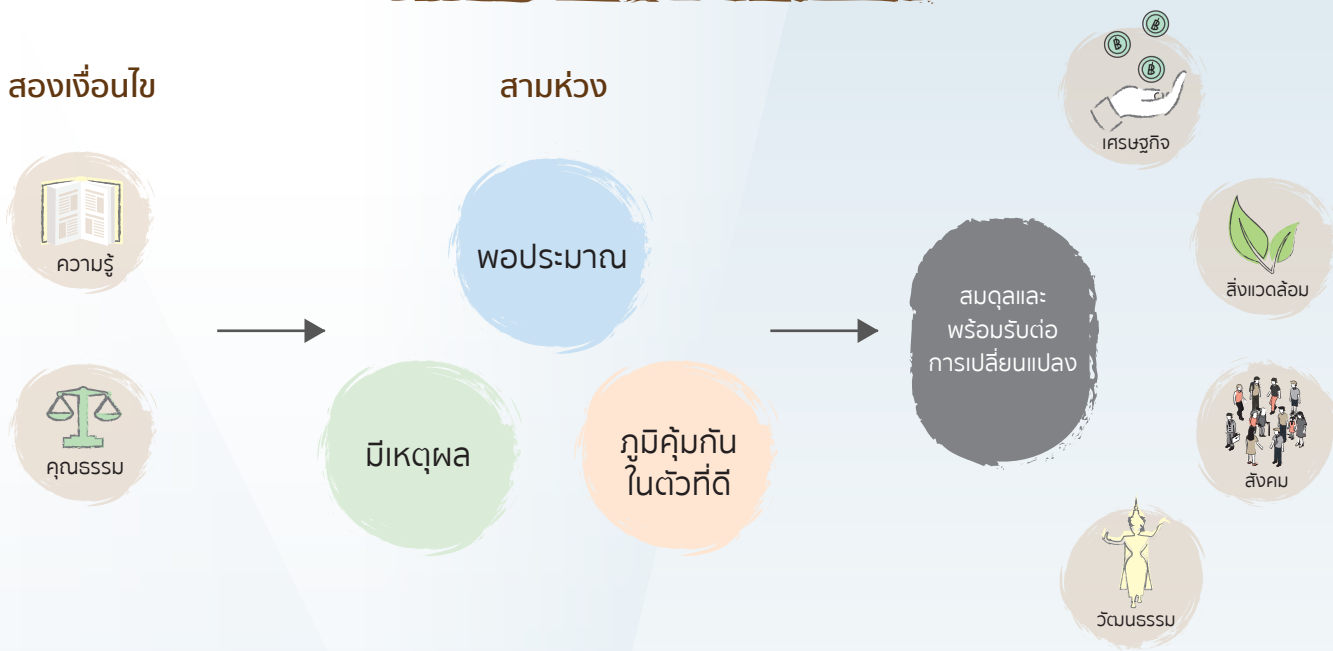 สองเงื่อนไข
ความรู้
คุณธรรม
สามห่วง
พอประมาณ
มีเหตุผล
ภูมิคุ้มกัน
ในตัวที่ดี
สมดุลและ
พร้อมรับต่อ
การเปลี่ยนแปลง
เศรษฐกิจ
สิ่งแวดล้อม
สังคม
วัฒนธรรม